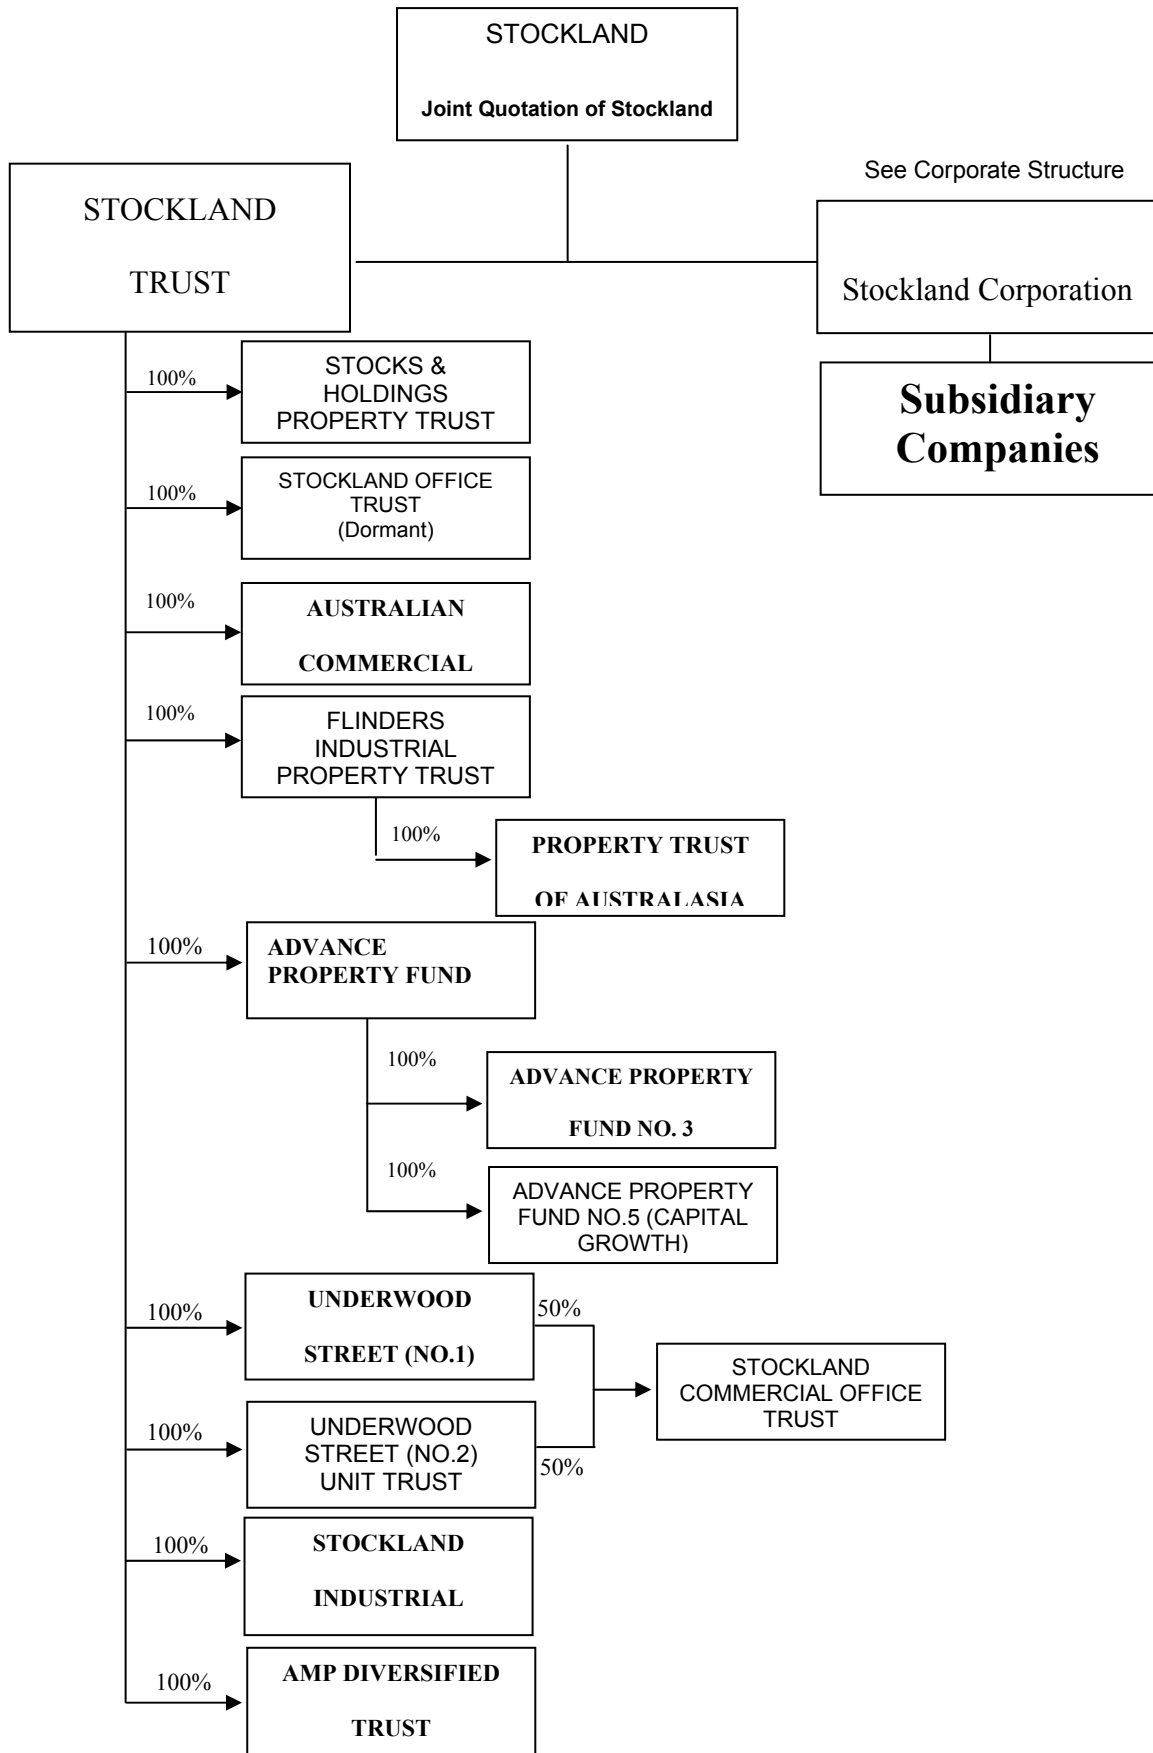 STOCKLAND
Joint Quotation of Stockland
See Corporate Structure
STOCKLAND
TRUST
Stockland Corporation
Subsidiary
Companies
100%
STOCKS &
HOLDINGS
PROPERTY TRUST
100%
STOCKLAND OFFICE
TRUST
(Dormant)
100%
AUSTRALIAN
COMMERCIAL
100%
FLINDERS
INDUSTRIAL
PROPERTY TRUST
100%
PROPERTY TRUST
OF AUSTRALASIA
100%
ADVANCE
PROPERTY FUND
100%
ADVANCE PROPERTY
FUND NO. 3
100%
ADVANCE PROPERTY
FUND NO.5 (CAPITAL
GROWTH)
100%
UNDERWOOD
STREET (NO.1)
50%
STOCKLAND
COMMERCIAL OFFICE
TRUST
100%
UNDERWOOD
STREET (NO.2)
UNIT TRUST
50%
100%
STOCKLAND
INDUSTRIAL
100%
AMP DIVERSIFIED
TRUST